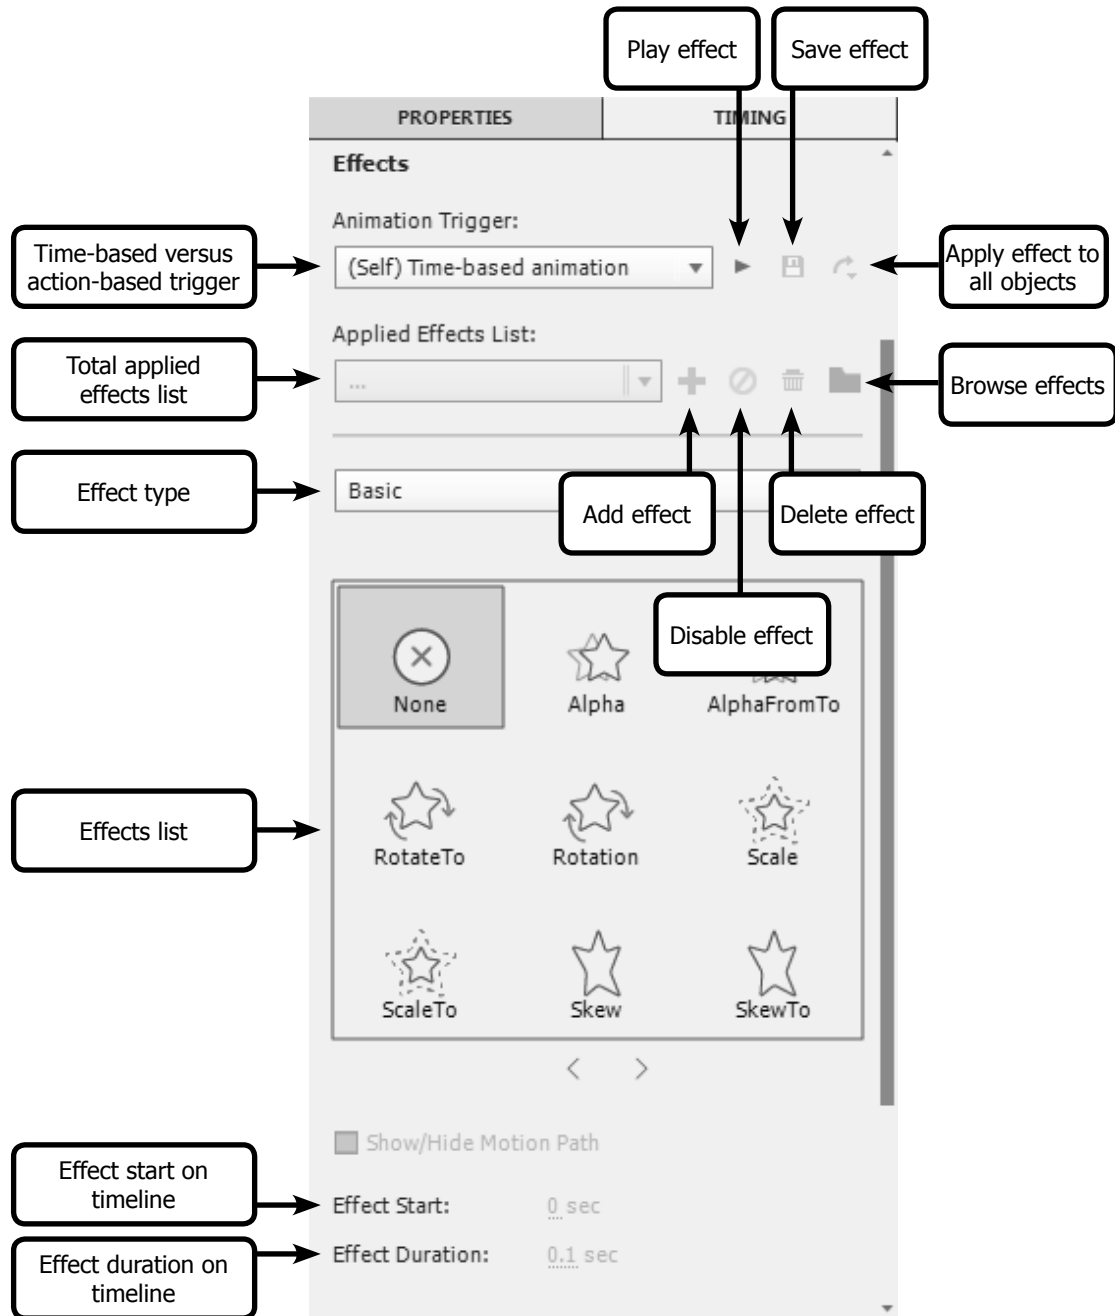 Play effect
Save effect
PROPERTIES
TIMING
Effects
Animation Trigger:
Time-based versus
action-based trigger
(Self) Time-based animation
Apply effect to
all objects
Applied Effects List:
Total applied
effects list
...
Browse effects
Effect type
Basic
Add effect
Delete effect
Disable effect
None
Alpha
AlphaFromTo
Effects list
RotateTo
Rotation
Scale
ScaleTo
Skew
SkewTo
Show/Hide Motion Path
Effect start on
timeline
Effect Start:
0 sec
Effect duration on
timeline
Effect Duration:
0.1 sec